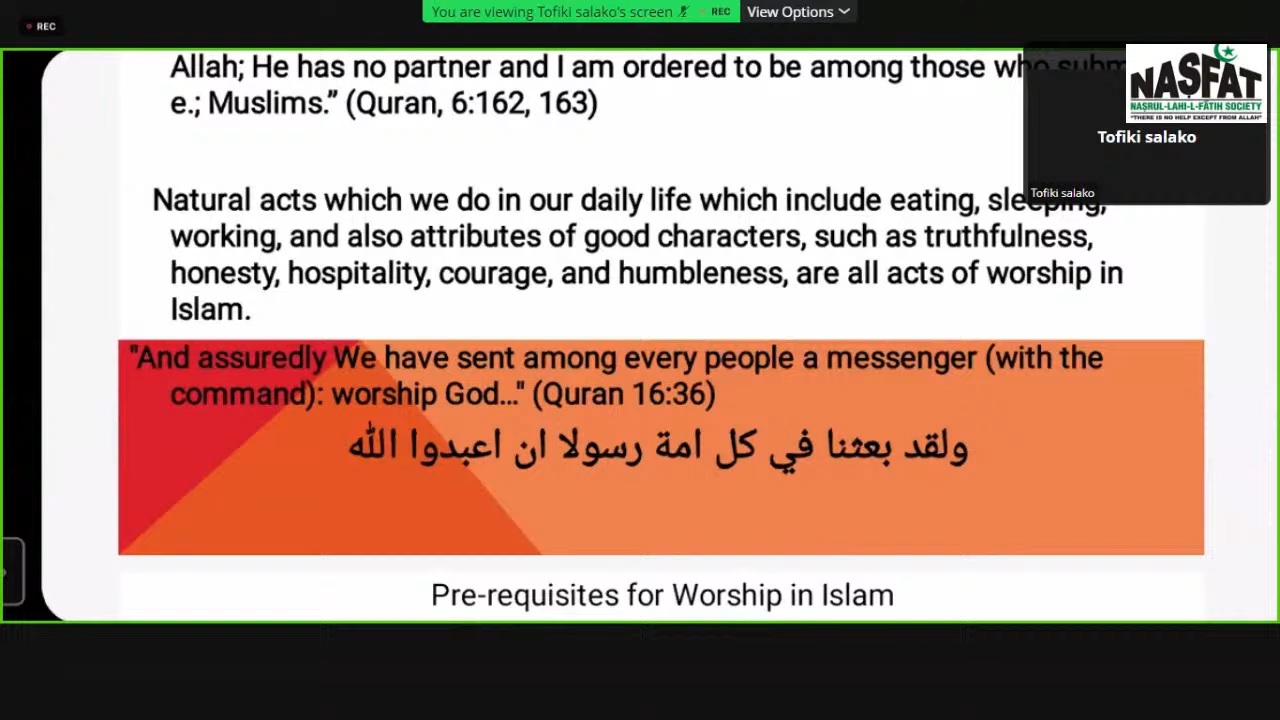 You are viewing Tofiki salako's screen REC View Options
REC
Allah; He has no partner and I am ordered to be among those who subm
e.; Muslims.” (Quran, 6:162, 163)
NAṢFAT
NAṢRUL-LAHI-L-FĀTIH SOCIETY
"THERE IS NO HELP EXCEPT FROM ALLAH"
Tofiki salako
Tofiki salako
Natural acts which we do in our daily life which include eating, sleeping,
working, and also attributes of good characters, such as truthfulness,
honesty, hospitality, courage, and humbleness, are all acts of worship in
Islam.
"And assuredly We have sent among every people a messenger (with the
command): worship God…" (Quran 16:36)
ولقد بعثنا في كل امة رسولا ان اعبدوا الله
Pre-requisites for Worship in Islam